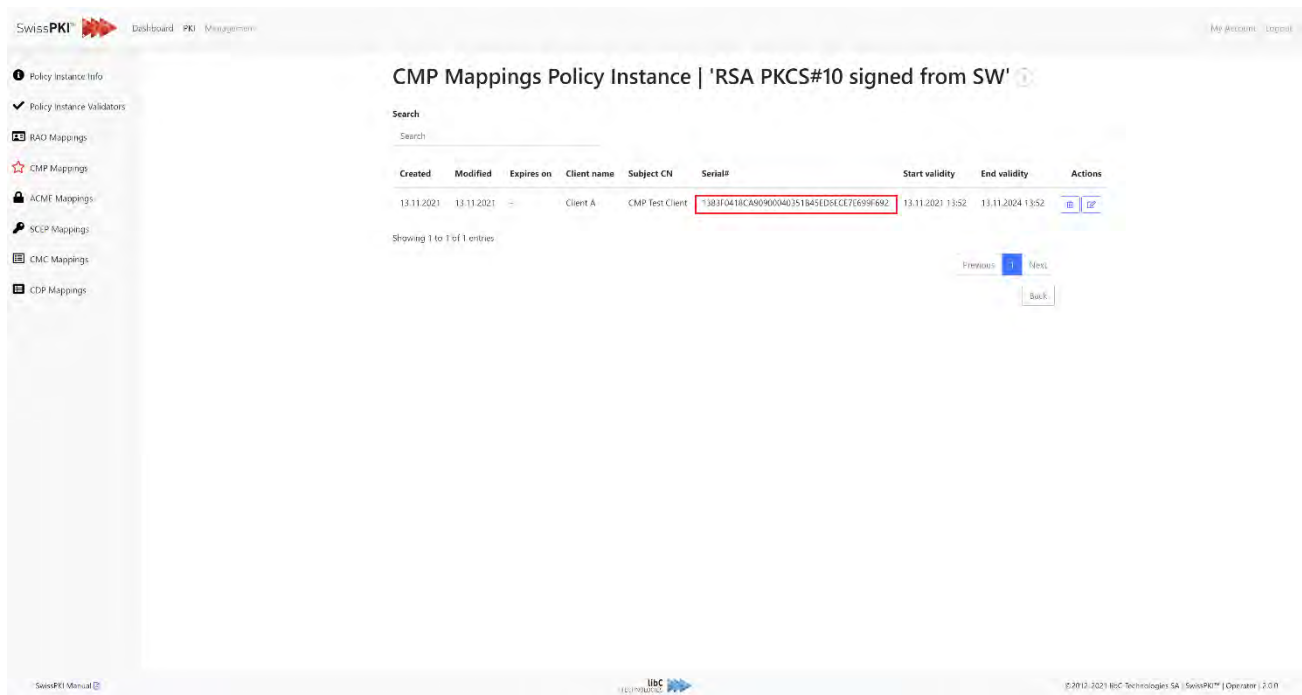 SwissPKI™ Dashboard PKI Management My Account Logout
Policy Instance Info
Policy Instance Validators
RAO Mappings
CMP Mappings
ACME Mappings
SCEP Mappings
CMC Mappings
CDP Mappings
CMP Mappings Policy Instance | 'RSA PKCS#10 signed from SW'
Search
Search
Created Modified Expires on Client name Subject CN Serial# Start validity End validity Actions
13.11.2021 13.11.2021 - Client A CMP Test Client 13.11.2021 13:52 13.11.2024 13:52
Showing 1 to 1 of 1 entries
Previous 1 Next
Back
SwissPKI Manual
libC
TECHNOLOGIES
©2012-2021 libC Technologies SA | SwissPKI™ | Operator | 2.0.0